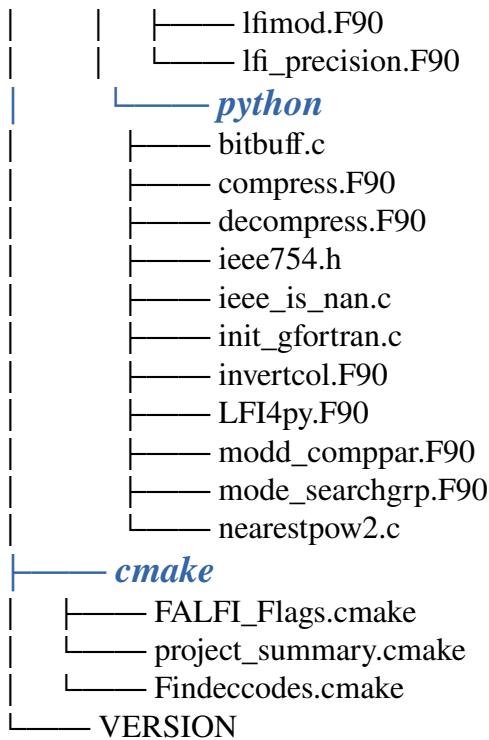 │ │ ├──── lfimod.F90
│ │ └──── lfi_precision.F90
│ └──── python
│ ├──── bitbuff.c
│ ├──── compress.F90
│ ├──── decompress.F90
│ ├──── ieee754.h
│ ├──── ieee_is_nan.c
│ ├──── init_gfortran.c
│ ├──── invertcol.F90
│ ├──── LFI4py.F90
│ ├──── modd_comppar.F90
│ ├──── mode_searchgrp.F90
│ └──── nearestpow2.c
├──── cmake
│ ├──── FALFI_Flags.cmake
│ └──── project_summary.cmake
│ └──── Findeccodes.cmake
└──── VERSION